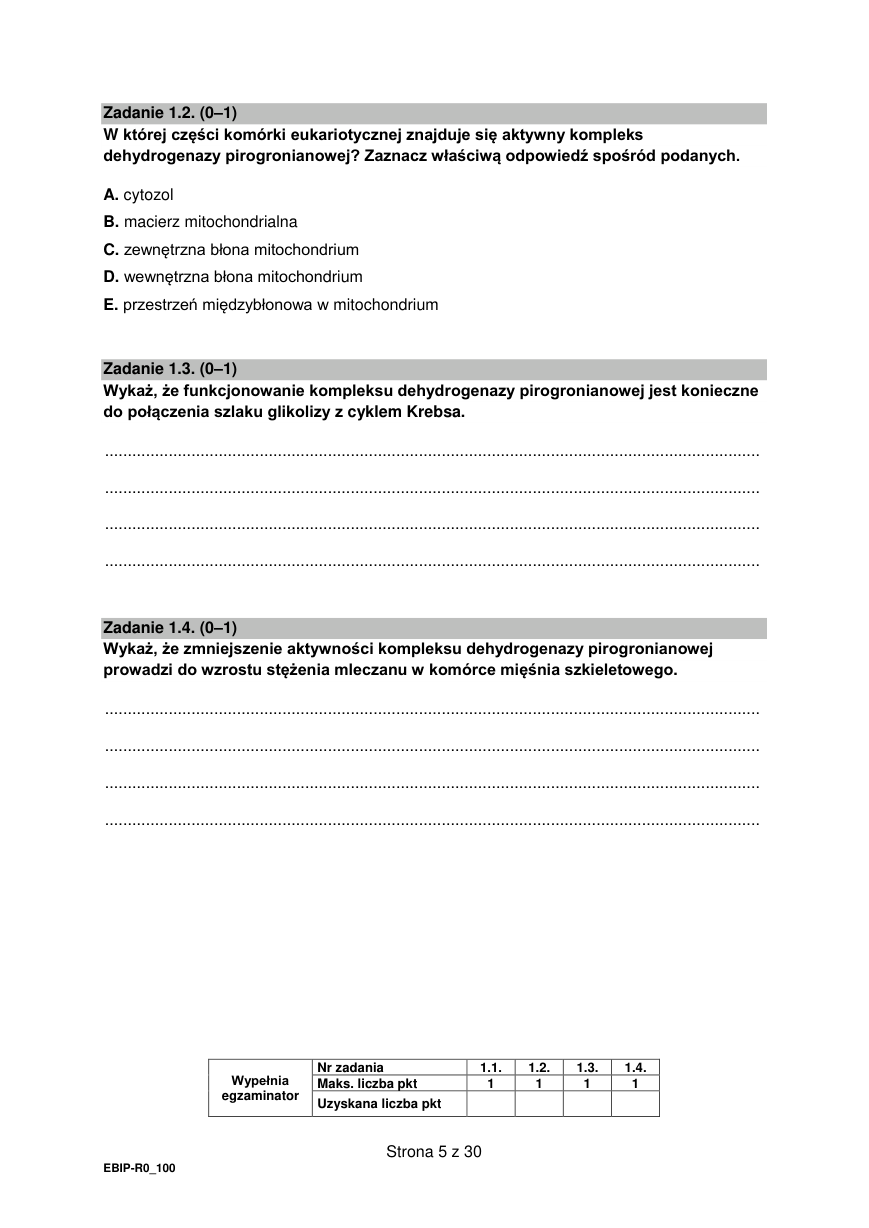 Zadanie 1.2. (0–1)
W której części komórki eukariotycznej znajduje się aktywny kompleks
dehydrogenazy pirogronianowej? Zaznacz właściwą odpowiedź spośród podanych.
A. cytozol
B. macierz mitochondrialna
C. zewnętrzna błona mitochondrium
D. wewnętrzna błona mitochondrium
E. przestrzeń międzybłonowa w mitochondrium
Zadanie 1.3. (0–1)
Wykaż, że funkcjonowanie kompleksu dehydrogenazy pirogronianowej jest konieczne
do połączenia szlaku glikolizy z cyklem Krebsa.
Zadanie 1.4. (0–1)
Wykaż, że zmniejszenie aktywności kompleksu dehydrogenazy pirogronianowej
prowadzi do wzrostu stężenia mleczanu w komórce mięśnia szkieletowego.
Wypełnia
egzaminator
Nr zadania 1.1. 1.2. 1.3. 1.4.
Maks. liczba pkt 1 1 1 1
Uzyskana liczba pkt
Strona 5 z 30
EBIP-R0_100